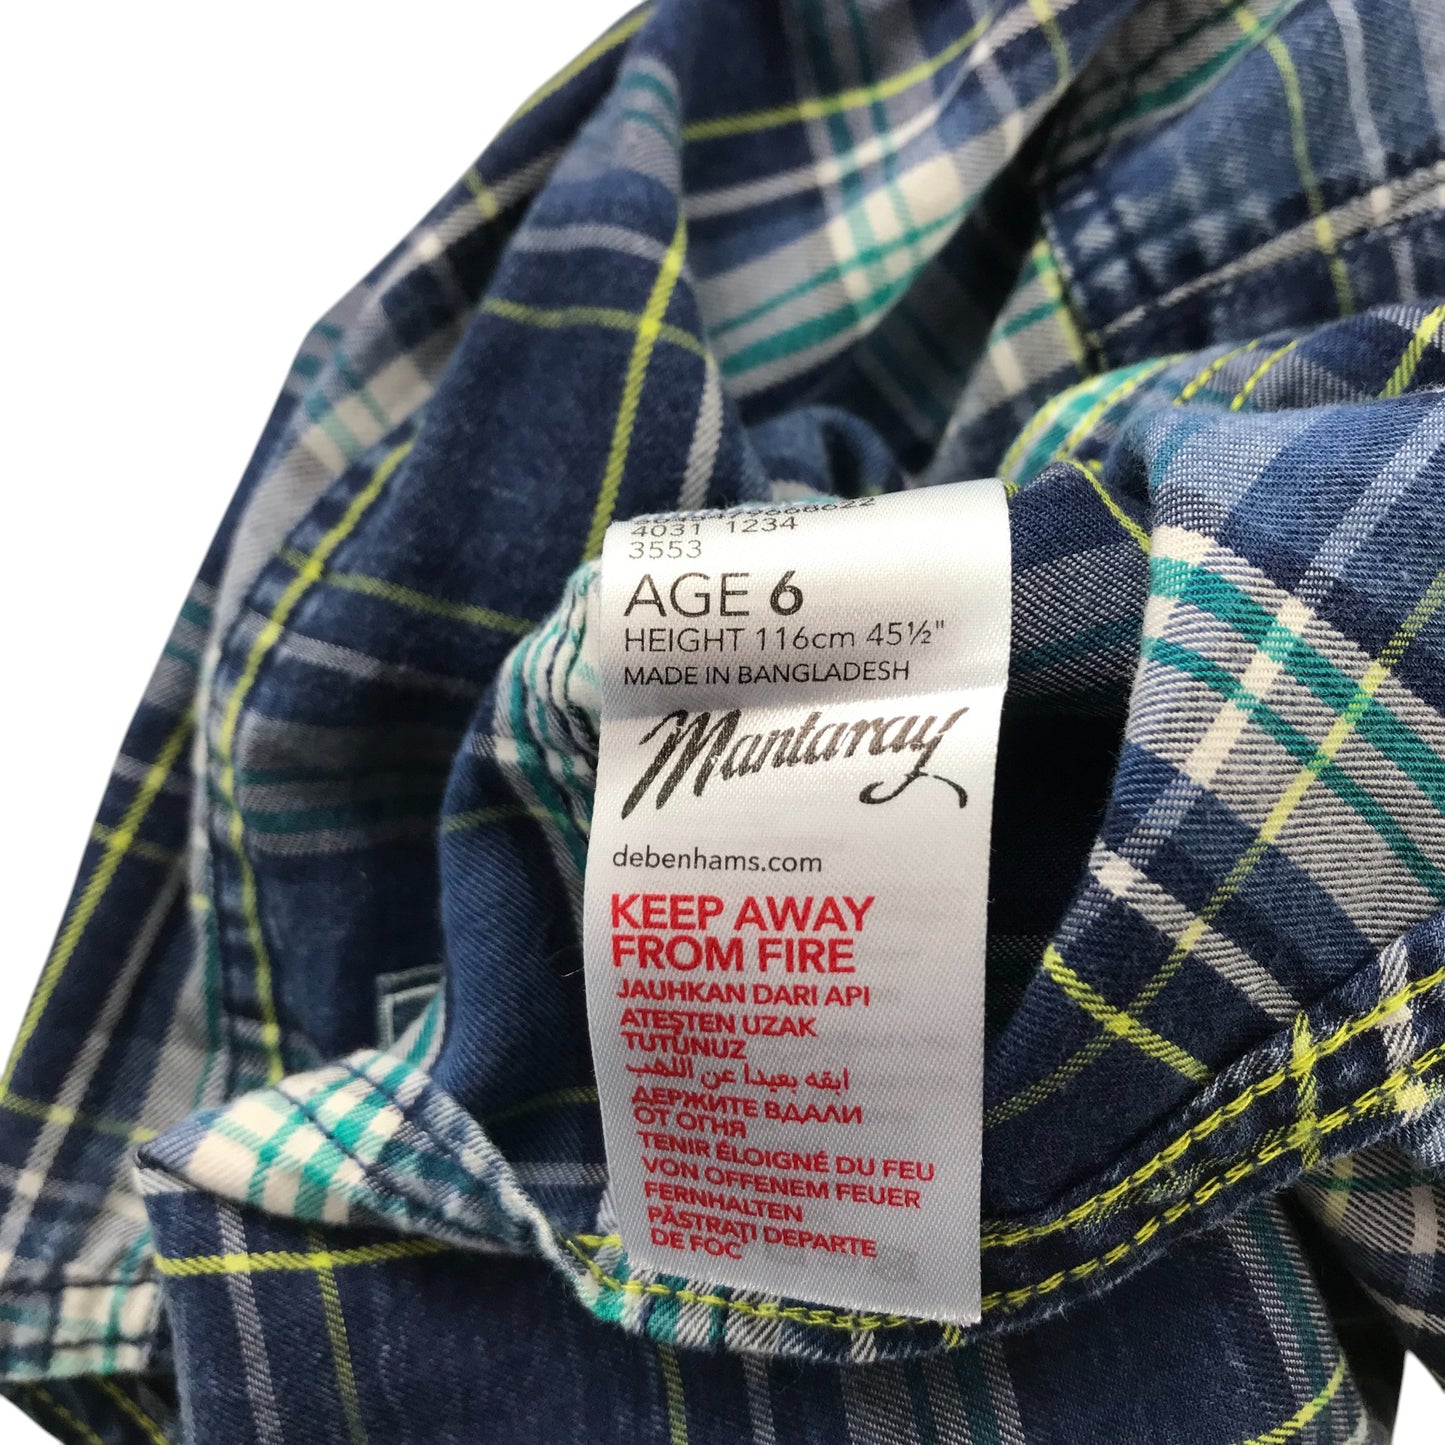 4031 1234
3553
AGE 6
HEIGHT 116cm 45½"
MADE IN BANGLADESH
Mantaray
debenhams.com
KEEP AWAY
FROM FIRE
JAUHKAN DARI API
ATEŞTEN UZAK
TUTUNUZ
ابقه بعيدا عن اللهب
ДЕРЖИТЕ ВДАЛИ
ОТ ОГНЯ
TENIR ÉLOIGNÉ DU FEU
VON OFFENEM FEUER
FERNHALTEN
PĂSTRAȚI DEPARTE
DE FOC